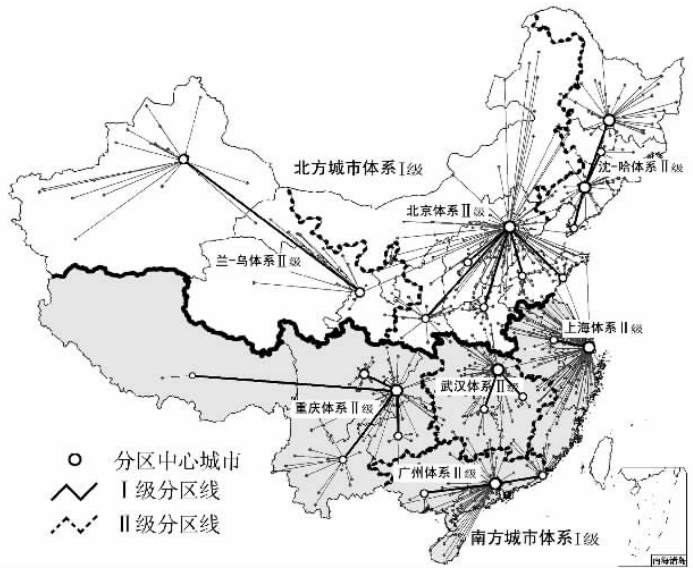 北方城市体系Ⅰ级
沈-哈体系Ⅱ级
北京体系Ⅱ级
兰-乌体系Ⅱ级
上海体系Ⅱ级
武汉体系Ⅱ级
重庆体系Ⅱ级
广州体系Ⅱ级
南方城市体系Ⅰ级
分区中心城市
Ⅰ级分区线
Ⅱ级分区线
南海诸岛